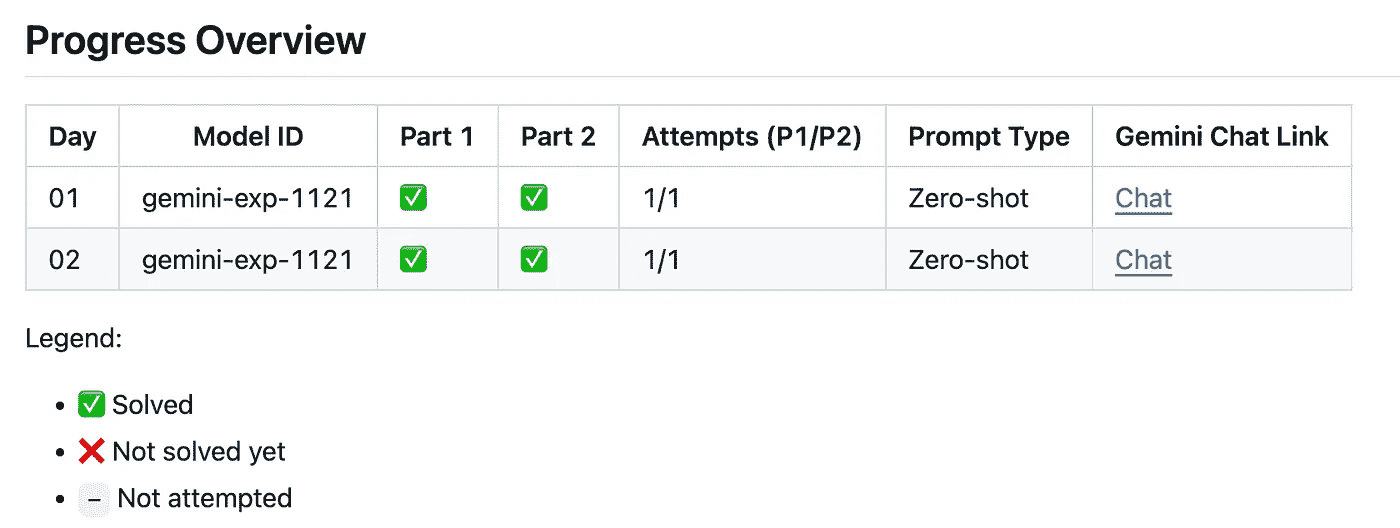 Progress Overview
Day Model ID Part 1 Part 2 Attempts (P1/P2) Prompt Type Gemini Chat Link
01 gemini-exp-1121 ✅ ✅ 1/1 Zero-shot Chat
02 gemini-exp-1121 ✅ ✅ 1/1 Zero-shot Chat
Legend:
• ✅ Solved
• ❌ Not solved yet
• – Not attempted